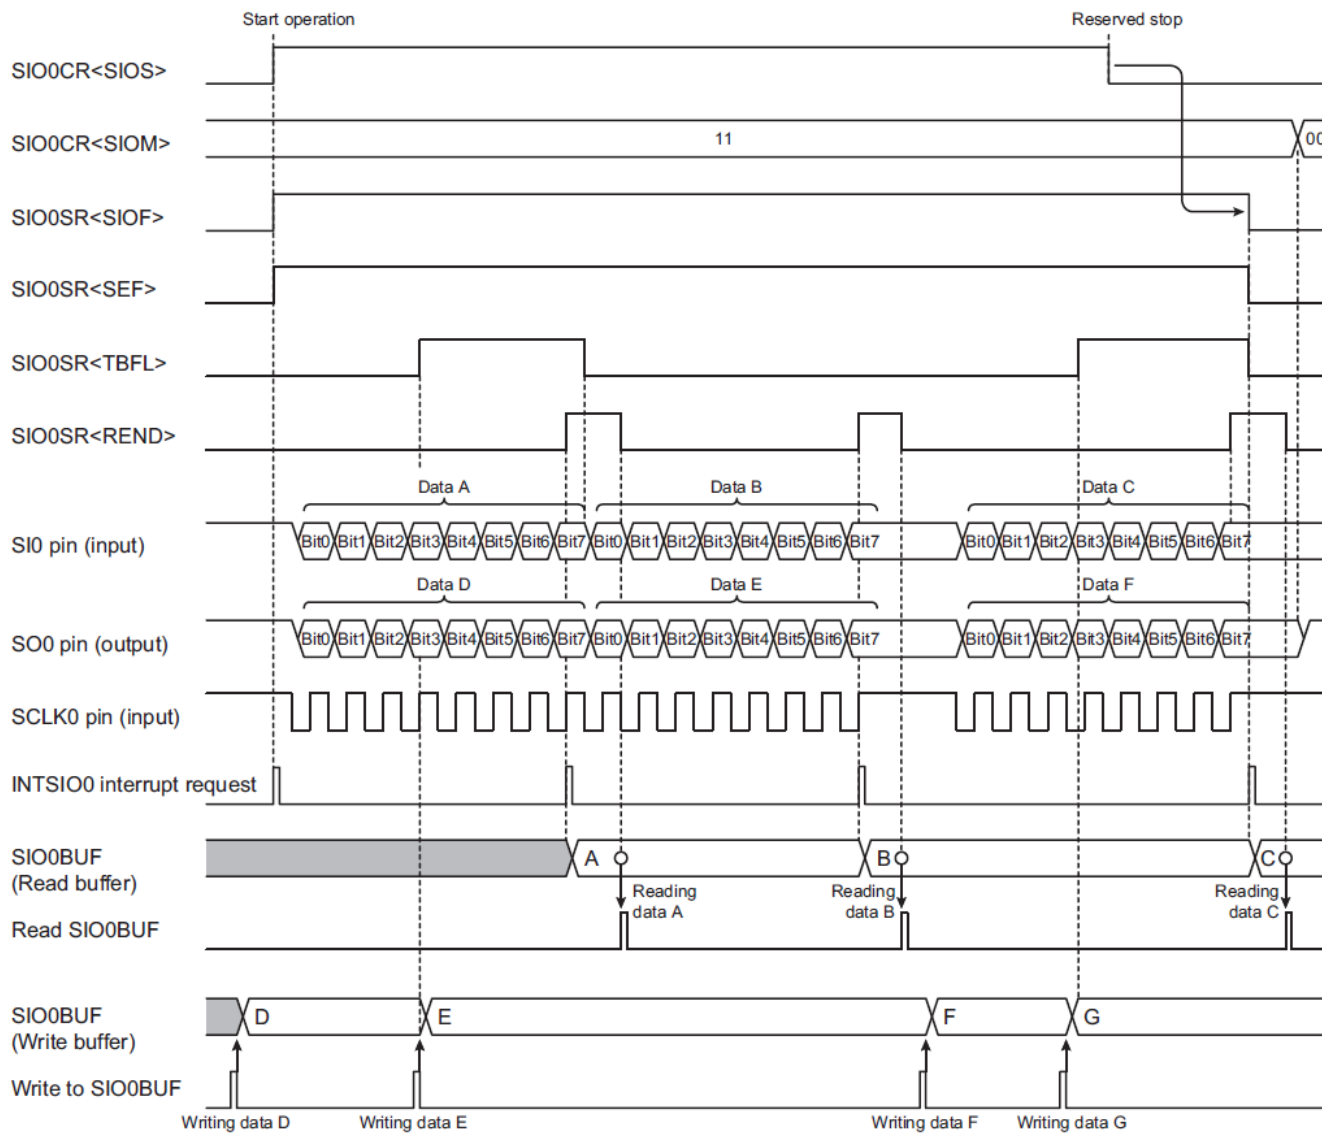 Start operation
Reserved stop
SIO0CR<SIOS>
SIO0CR<SIOM>
11
00
SIO0SR<SIOF>
SIO0SR<SEF>
SIO0SR<TBFL>
SIO0SR<REND>
Data A
Data B
Data C
SI0 pin (input)
Bit0 Bit1 Bit2 Bit3 Bit4 Bit5 Bit6 Bit7 Bit0 Bit1 Bit2 Bit3 Bit4 Bit5 Bit6 Bit7 Bit0 Bit1 Bit2 Bit3 Bit4 Bit5 Bit6 Bit7
Data D
Data E
Data F
SO0 pin (output)
Bit0 Bit1 Bit2 Bit3 Bit4 Bit5 Bit6 Bit7 Bit0 Bit1 Bit2 Bit3 Bit4 Bit5 Bit6 Bit7 Bit0 Bit1 Bit2 Bit3 Bit4 Bit5 Bit6 Bit7
SCLK0 pin (input)
INTSIO0 interrupt request
SIO0BUF
(Read buffer)
A
B
C
Reading
data A
Reading
data B
Reading
data C
Read SIO0BUF
SIO0BUF
(Write buffer)
D
E
F
G
Write to SIO0BUF
Writing data D
Writing data E
Writing data F
Writing data G